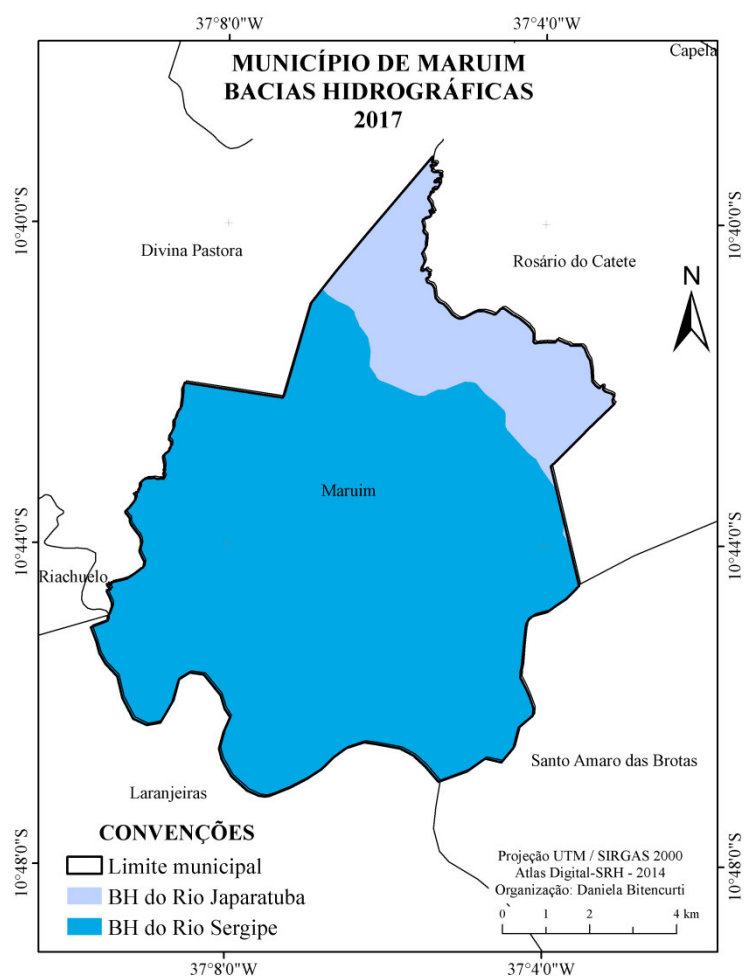 37°8'0"W
37°4'0"W
Capela
MUNICÍPIO DE MARUIM
BACIAS HIDROGRÁFICAS
2017
10°40'0"S
10°40'0"S
Divina Pastora
Rosário do Catete
N
Maruim
10°44'0"S
10°44'0"S
Riachuelo
Santo Amaro das Brotas
Laranjeiras
CONVENÇÕES
Limite municipal
BH do Rio Japaratuba
BH do Rio Sergipe
Projeção UTM / SIRGAS 2000
Atlas Digital-SRH - 2014
Organização: Daniela Bitencurti
0 1 2 4 km
10°48'0"S
10°48'0"S
37°8'0"W
37°4'0"W